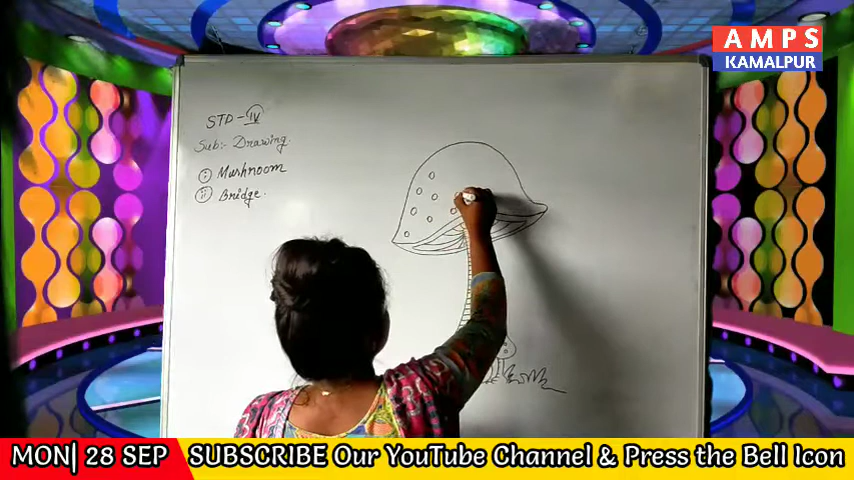 AMPS
KAMALPUR
STD - IV
Sub:- Drawing.
(i) Mushroom
(ii) Bridge.
MON| 28 SEP SUBSCRIBE Our YouTube Channel & Press the Bell Icon